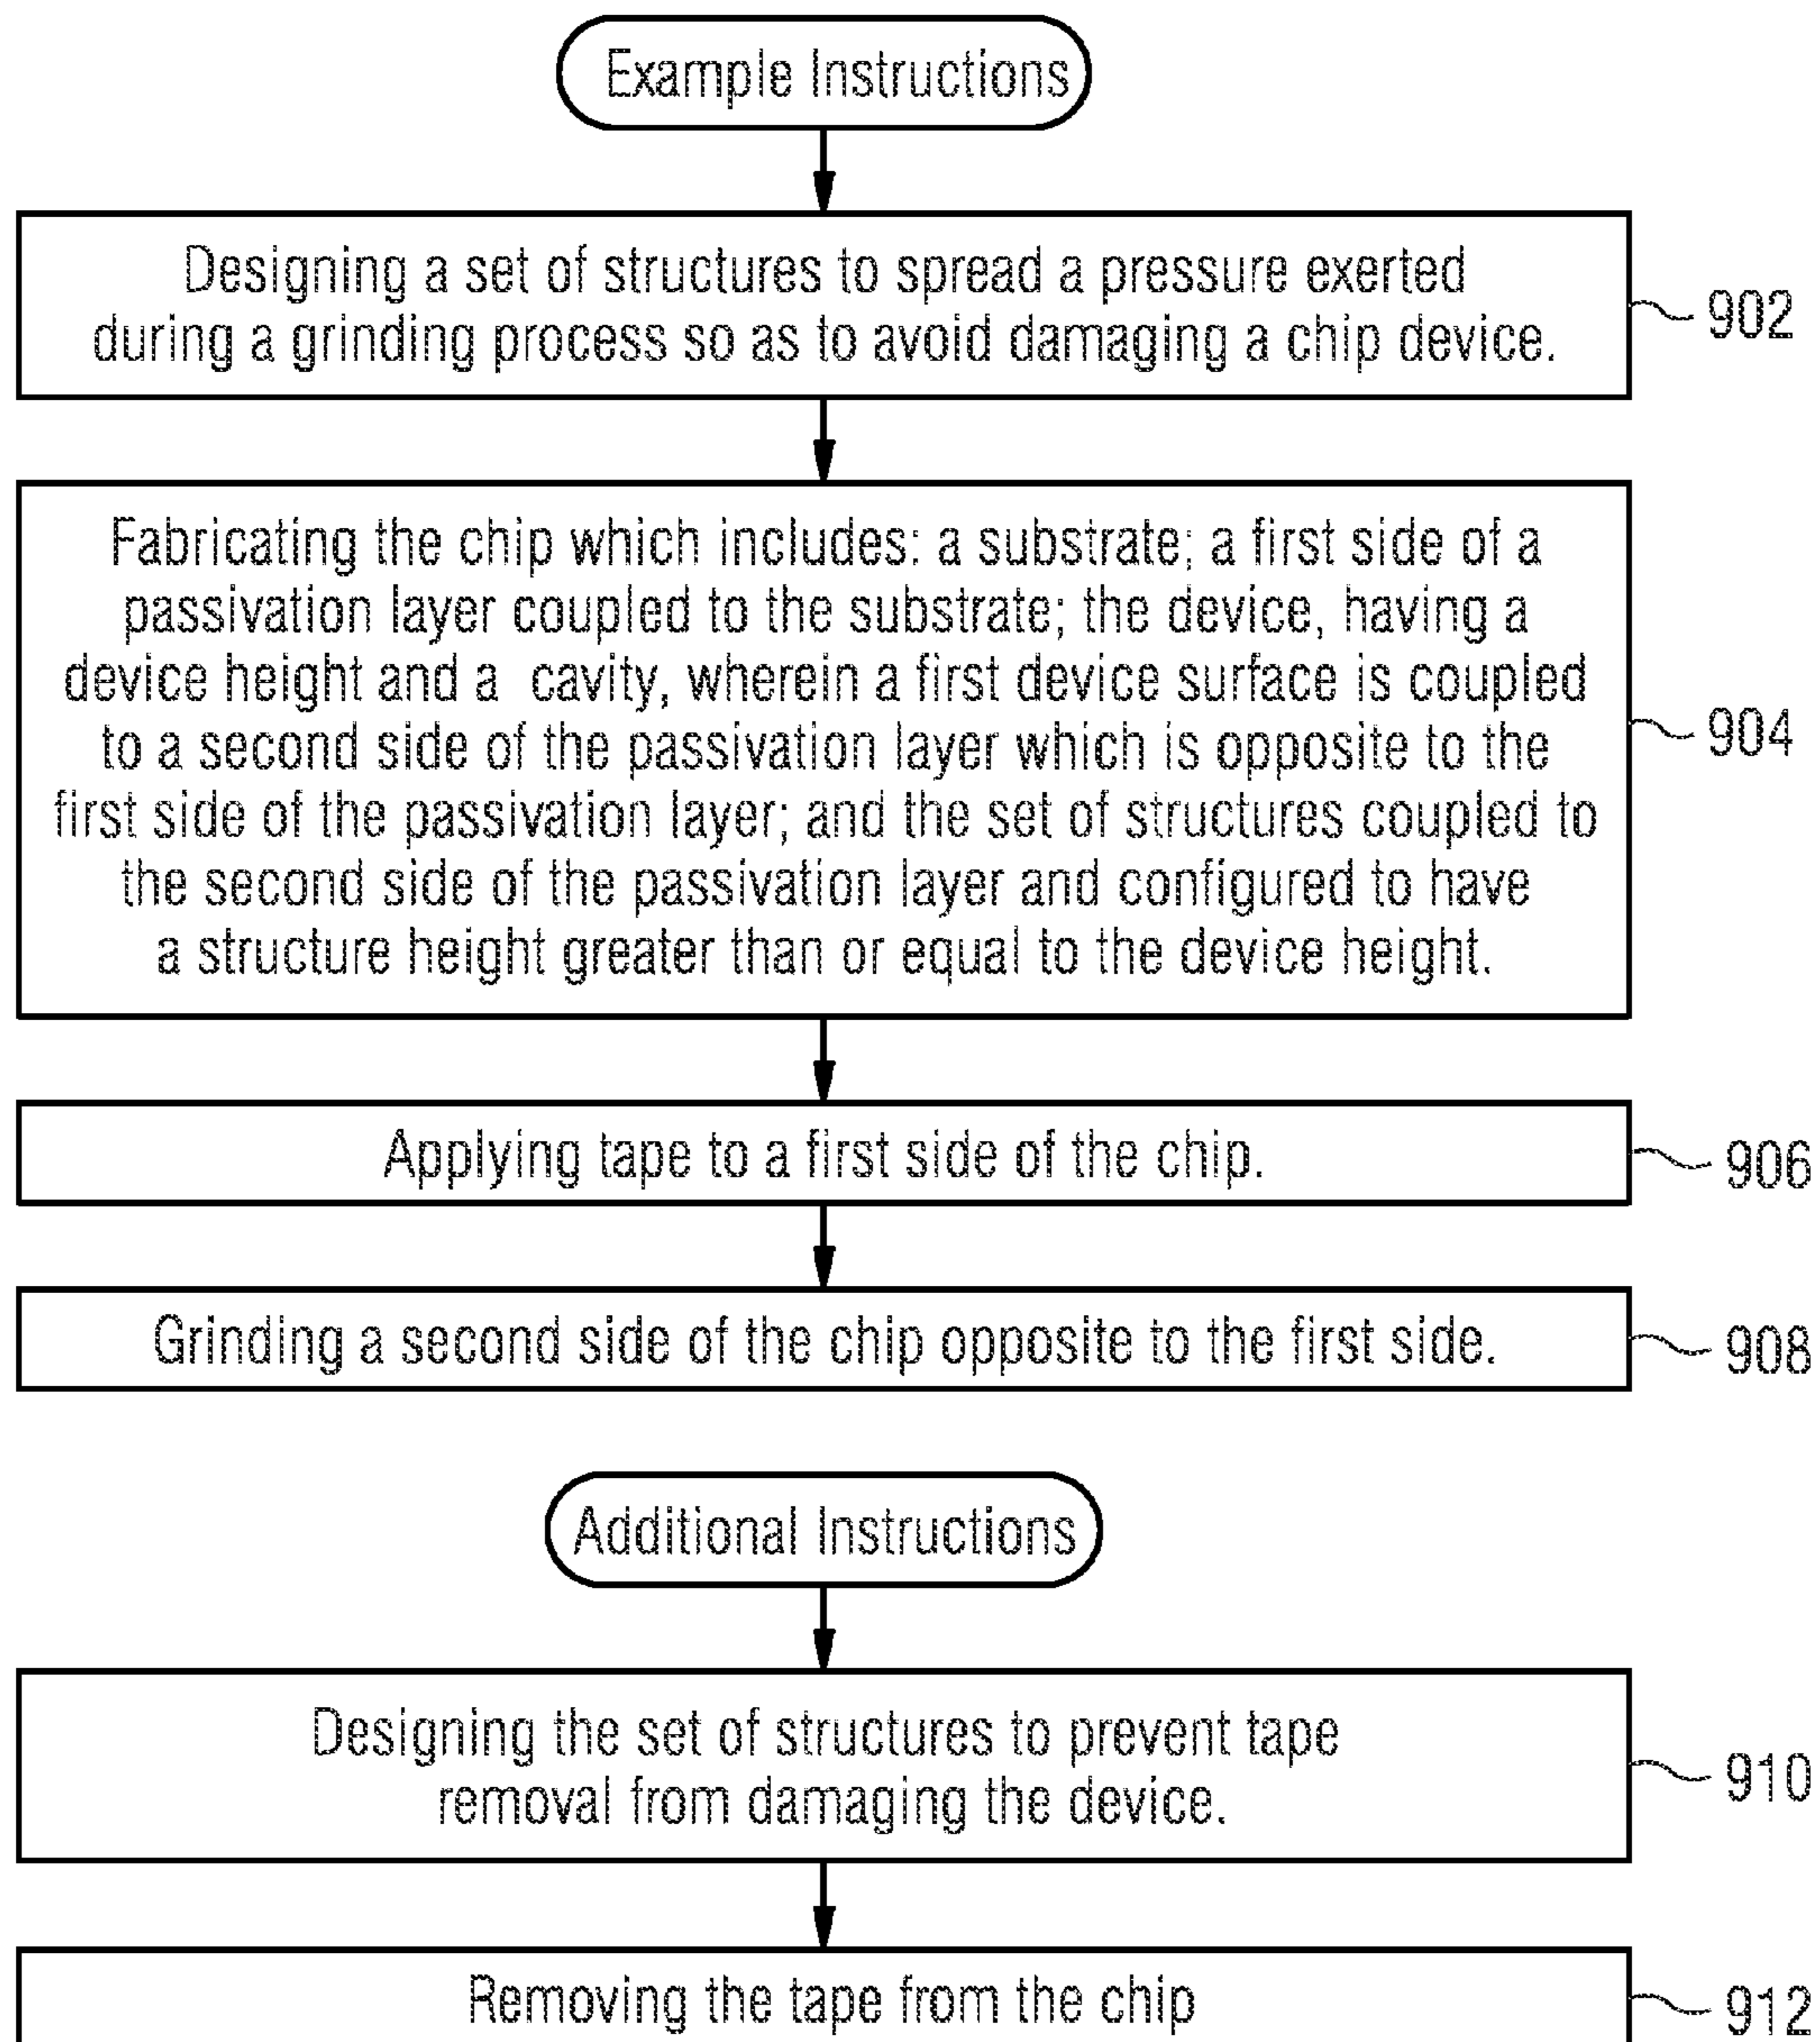 Example Instructions
Designing a set of structures to spread a pressure exerted
during a grinding process so as to avoid damaging a chip device.
902
Fabricating the chip which includes: a substrate; a first side of a
passivation layer coupled to the substrate; the device, having a
device height and a cavity, wherein a first device surface is coupled
to a second side of the passivation layer which is opposite to the
first side of the passivation layer; and the set of structures coupled to
the second side of the passivation layer and configured to have
a structure height greater than or equal to the device height.
904
Applying tape to a first side of the chip.
906
Grinding a second side of the chip opposite to the first side.
908
Additional Instructions
Designing the set of structures to prevent tape
removal from damaging the device.
910
Removing the tape from the chip
912